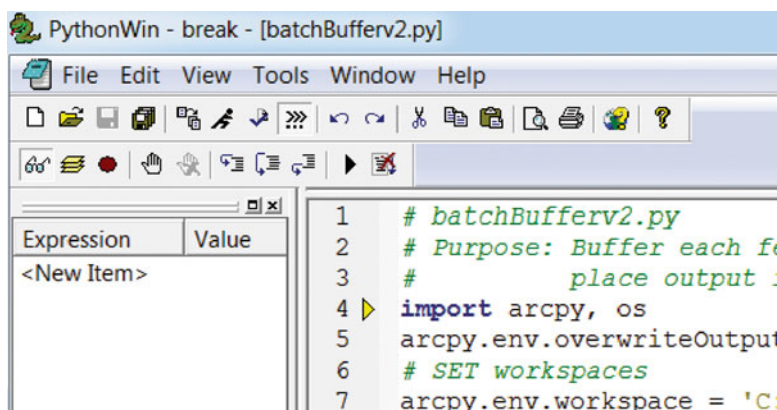 PythonWin - break - [batchBufferv2.py]
File Edit View Tools Window Help
Expression Value
<New Item>
1 # batchBufferv2.py
2 # Purpose: Buffer each
3 # place output
4 import arcpy, os
5 arcpy.env.overwriteOutput
6 # SET workspaces
7 arcpy.env.workspace = 'C: